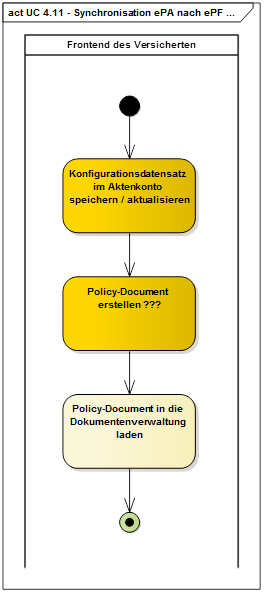 act UC 4.11 - Synchronisation ePA nach ePF ...
Frontend des Versicherten
Konfigurationsdatensatz
im Aktenkonto
speichern / aktualisieren
Policy-Document
erstellen ???
Policy-Document in die
Dokumentenverwaltung
laden